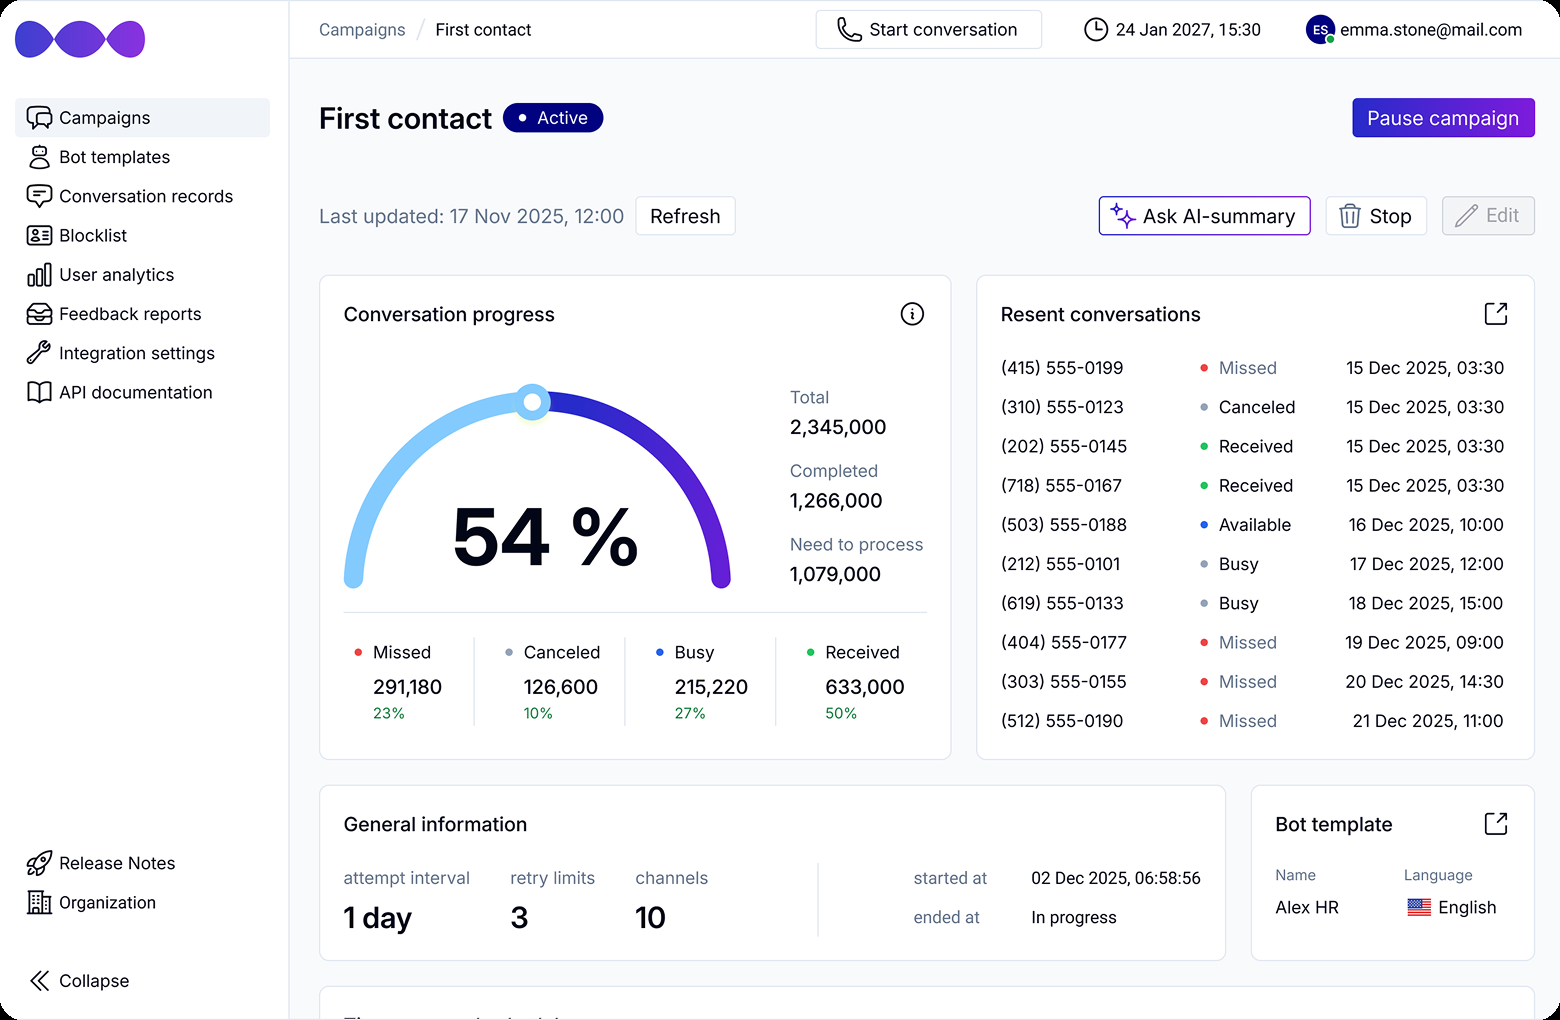 Campaigns / First contact
Start conversation
24 Jan 2027, 15:30
ES
emma.stone@mail.com
Campaigns
Bot templates
Conversation records
Blocklist
User analytics
Feedback reports
Integration settings
API documentation
Release Notes
Organization
Collapse
First contact
Active
Pause campaign
Last updated: 17 Nov 2025, 12:00
Refresh
Ask AI-summary
Stop
Edit
Conversation progress
54 %
Total
2,345,000
Completed
1,266,000
Need to process
1,079,000
Missed
291,180
23%
Canceled
126,600
10%
Busy
215,220
27%
Received
633,000
50%
Resent conversations
(415) 555-0199 Missed 15 Dec 2025, 03:30
(310) 555-0123 Canceled 15 Dec 2025, 03:30
(202) 555-0145 Received 15 Dec 2025, 03:30
(718) 555-0167 Received 15 Dec 2025, 03:30
(503) 555-0188 Available 16 Dec 2025, 10:00
(212) 555-0101 Busy 17 Dec 2025, 12:00
(619) 555-0133 Busy 18 Dec 2025, 15:00
(404) 555-0177 Missed 19 Dec 2025, 09:00
(303) 555-0155 Missed 20 Dec 2025, 14:30
(512) 555-0190 Missed 21 Dec 2025, 11:00
General information
attempt interval
1 day
retry limits
3
channels
10
started at 02 Dec 2025, 06:58:56
ended at In progress
Bot template
Name
Alex HR
Language
English